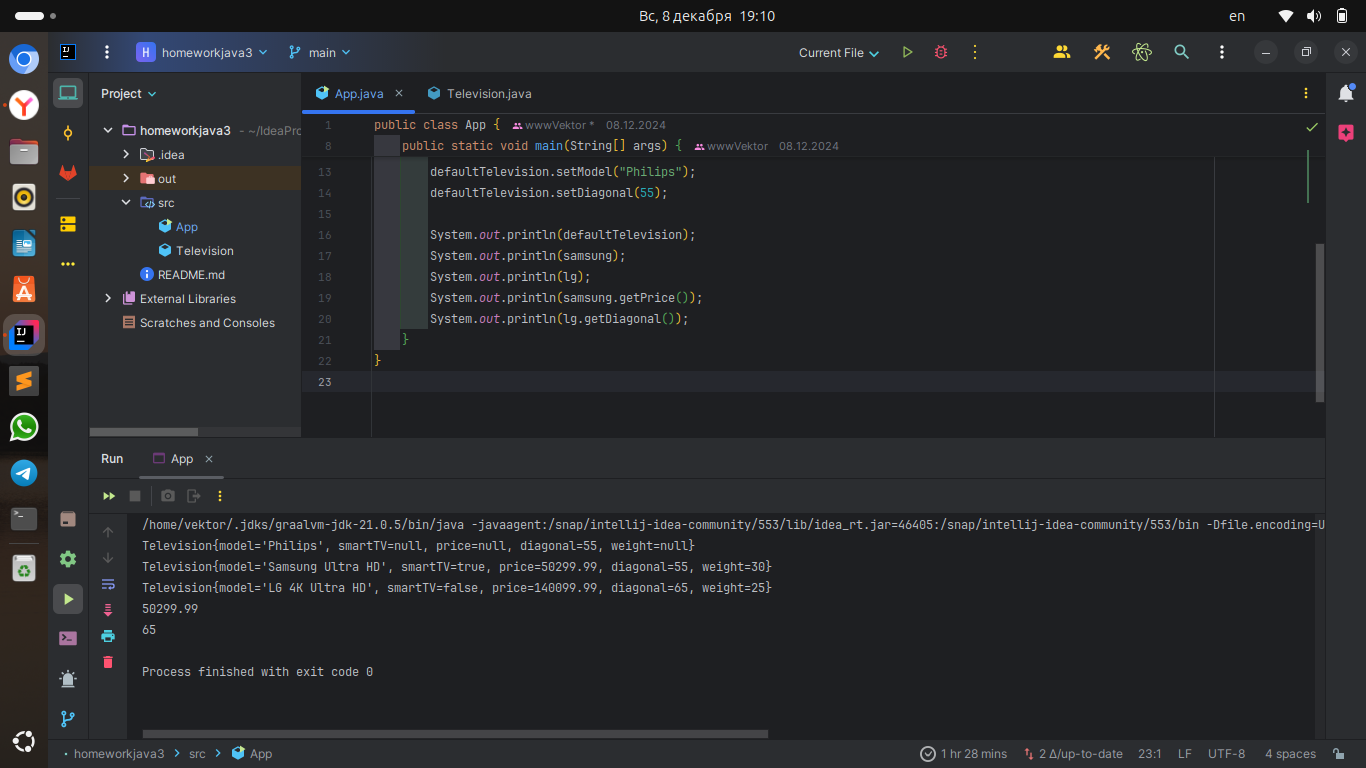 Вс, 8 декабря 19:10
en
H homeworkjava3
main
Current File
Project
App.java
Television.java
homeworkjava3 - ~/IdeaPro
.idea
out
src
App
Television
README.md
External Libraries
Scratches and Consoles
1 public class App { wwwVektor * 08.12.2024
8 public static void main(String[] args) { wwwVektor 08.12.2024
13 defaultTelevision.setModel("Philips");
14 defaultTelevision.setDiagonal(55);
15
16 System.out.println(defaultTelevision);
17 System.out.println(samsung);
18 System.out.println(lg);
19 System.out.println(samsung.getPrice());
20 System.out.println(lg.getDiagonal());
21 }
22 }
23
Run
App
/home/vektor/.jdks/graalvm-jdk-21.0.5/bin/java -javaagent:/snap/intellij-idea-community/553/lib/idea_rt.jar=46405:/snap/intellij-idea-community/553/bin -Dfile.encoding=U
Television{model='Philips', smartTV=null, price=null, diagonal=55, weight=null}
Television{model='Samsung Ultra HD', smartTV=true, price=50299.99, diagonal=55, weight=30}
Television{model='LG 4K Ultra HD', smartTV=false, price=140099.99, diagonal=65, weight=25}
50299.99
65
Process finished with exit code 0
homeworkjava3 > src > App
1 hr 28 mins
2 Δ/up-to-date
23:1
LF
UTF-8
4 spaces